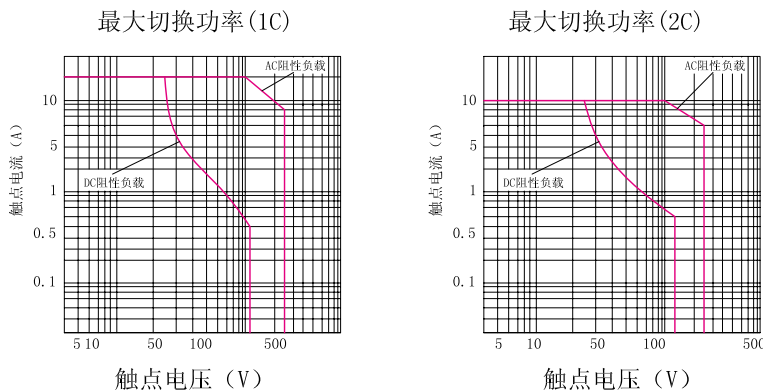 最大切换功率(1C)
AC阻性负载
10
5
1
0.5
0.1
触点电流（A）
DC阻性负载
5 10 50 100 500
触点电压（V）
最大切换功率(2C)
AC阻性负载
10
5
1
0.5
0.1
触点电流（A）
DC阻性负载
5 10 50 100 500
触点电压（V）